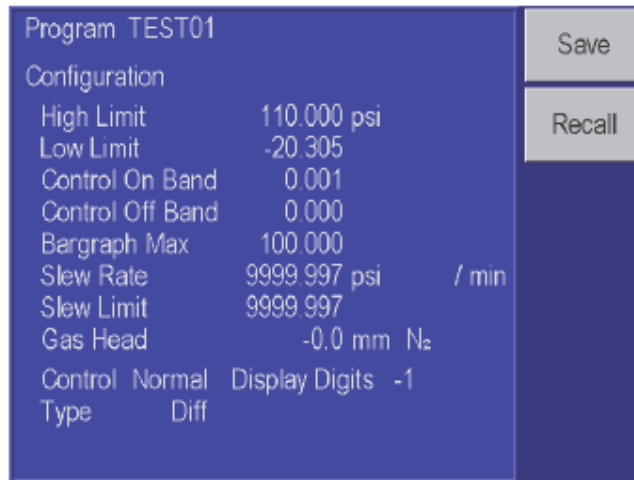 Program TEST01
Save
Configuration
High Limit 110.000 psi
Recall
Low Limit -20.305
Control On Band 0.001
Control Off Band 0.000
Bargraph Max 100.000
Slew Rate 9999.997 psi / min
Slew Limit 9999.997
Gas Head -0.0 mm N₂
Control Normal Display Digits -1
Type Diff